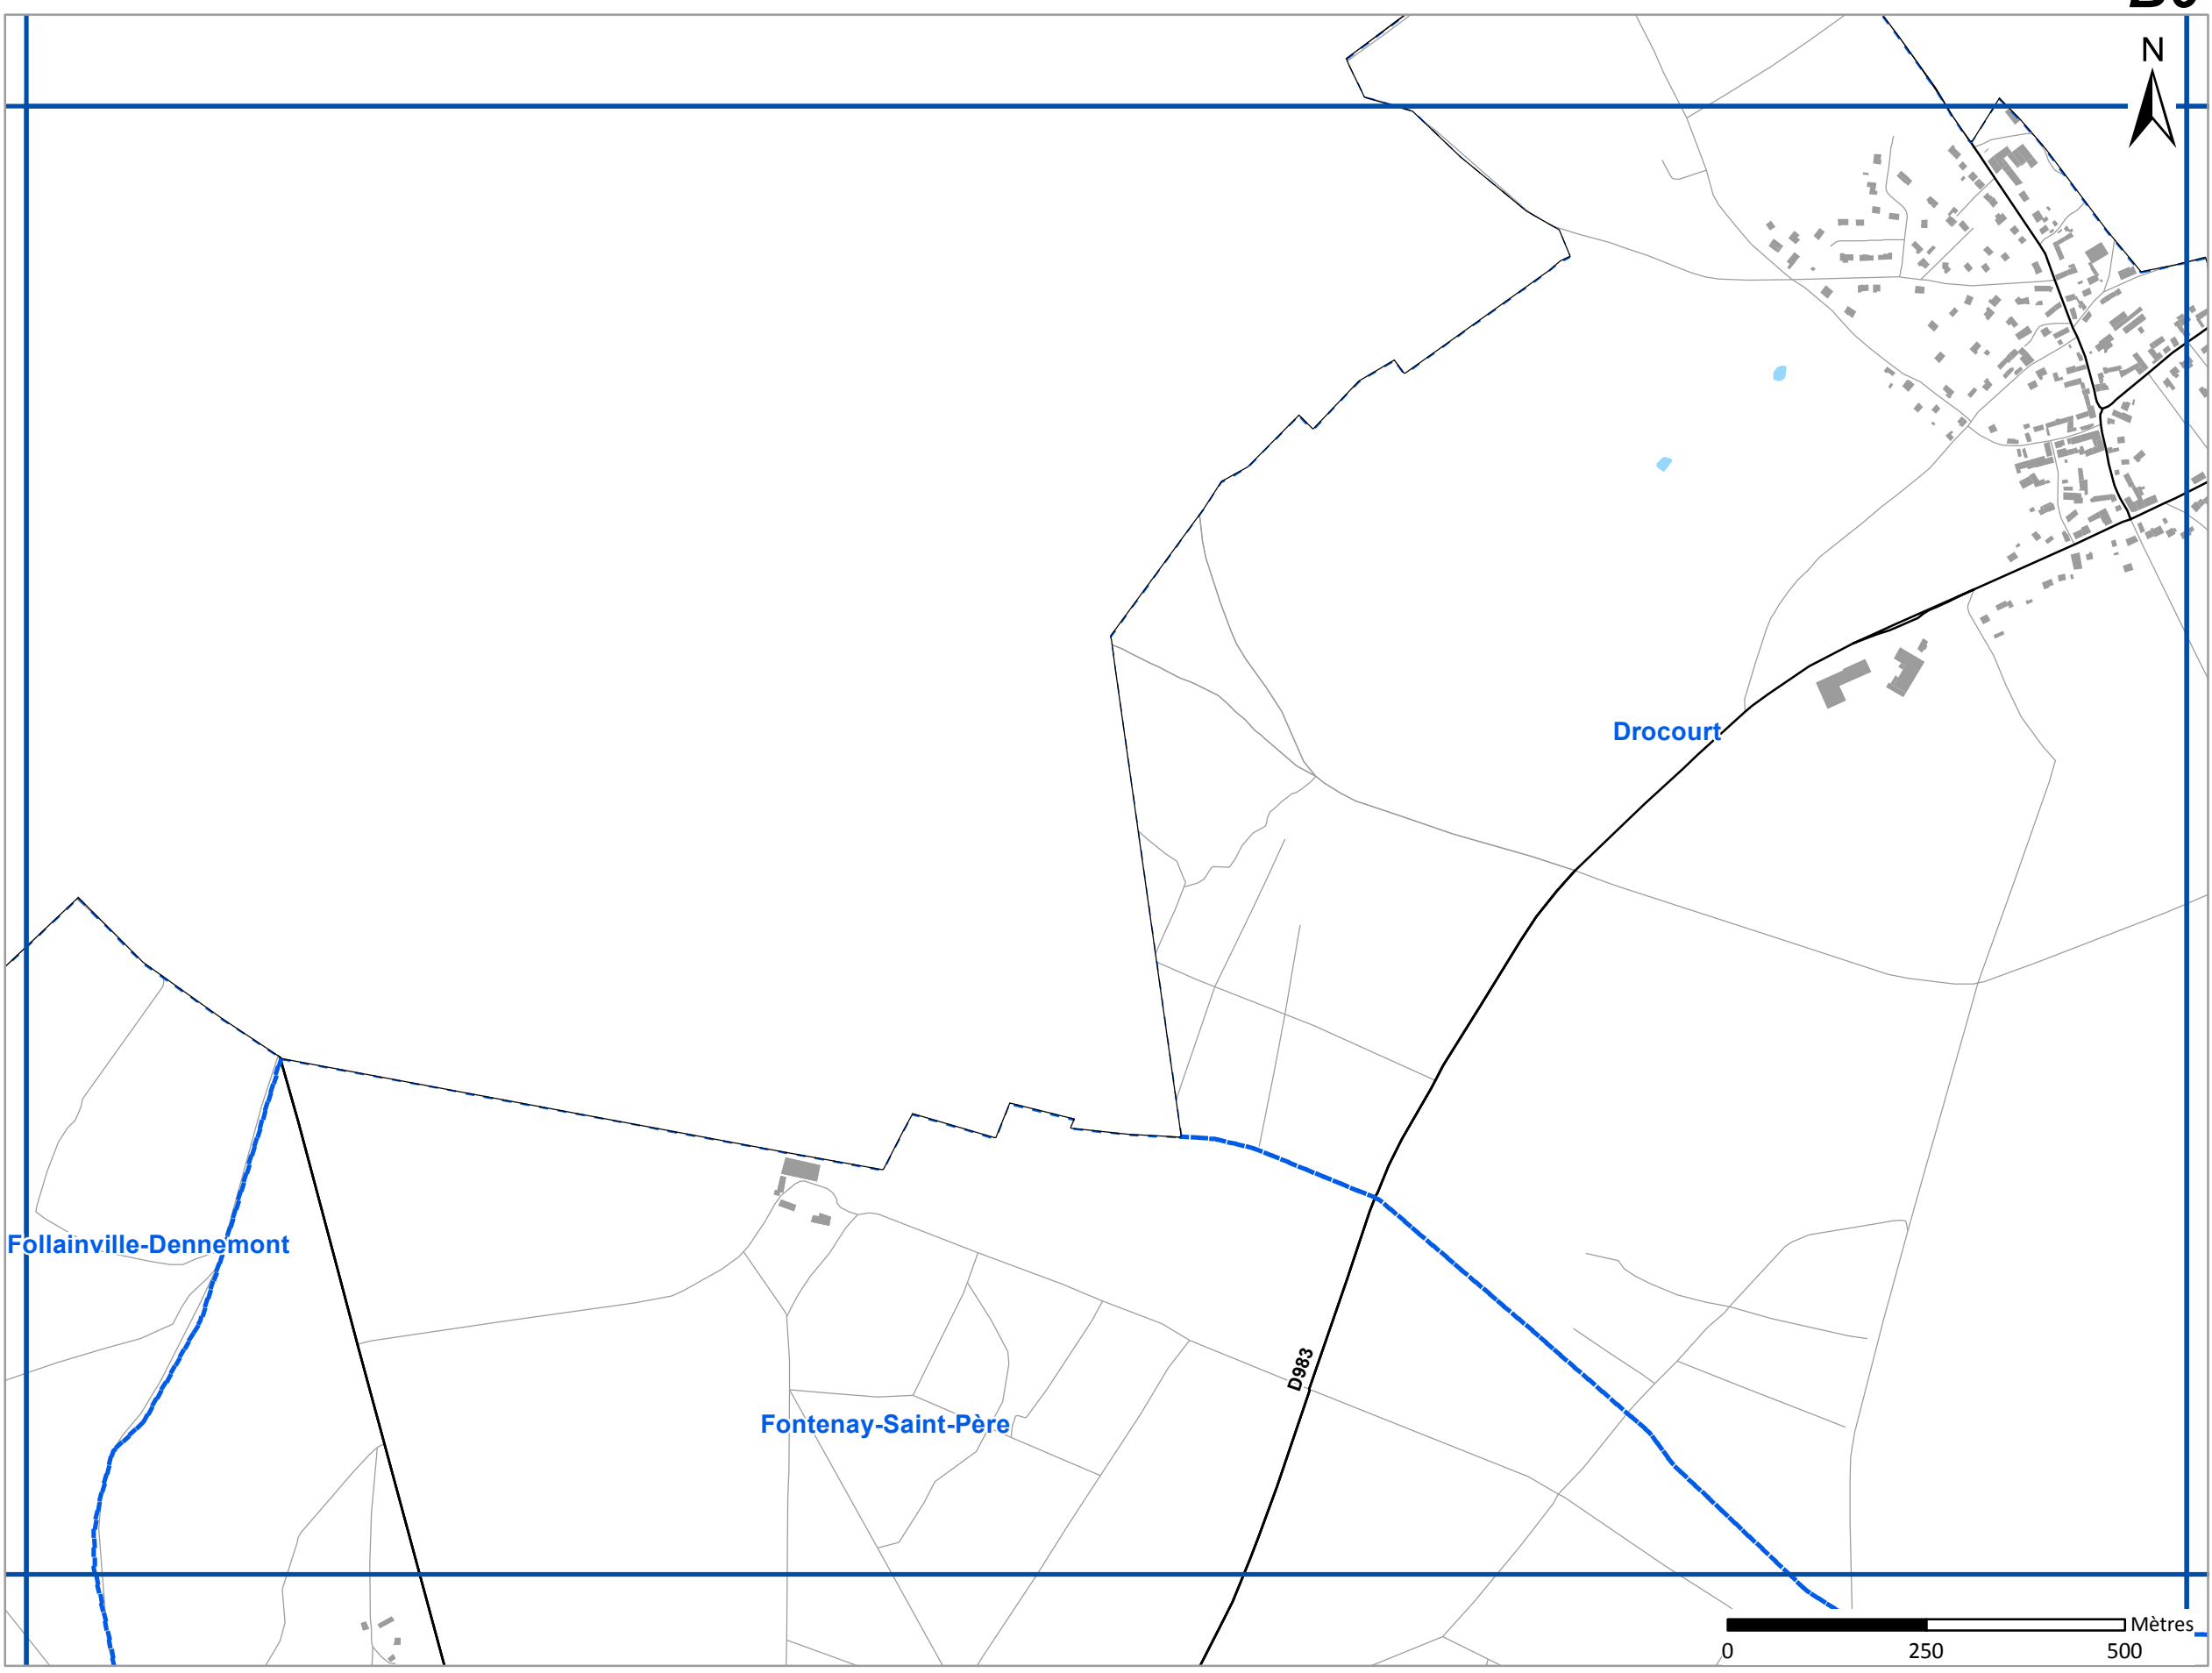 N
Drocourt
Follainville-Dennemont
D983
Fontenay-Saint-Père
Mètres
0 250 500